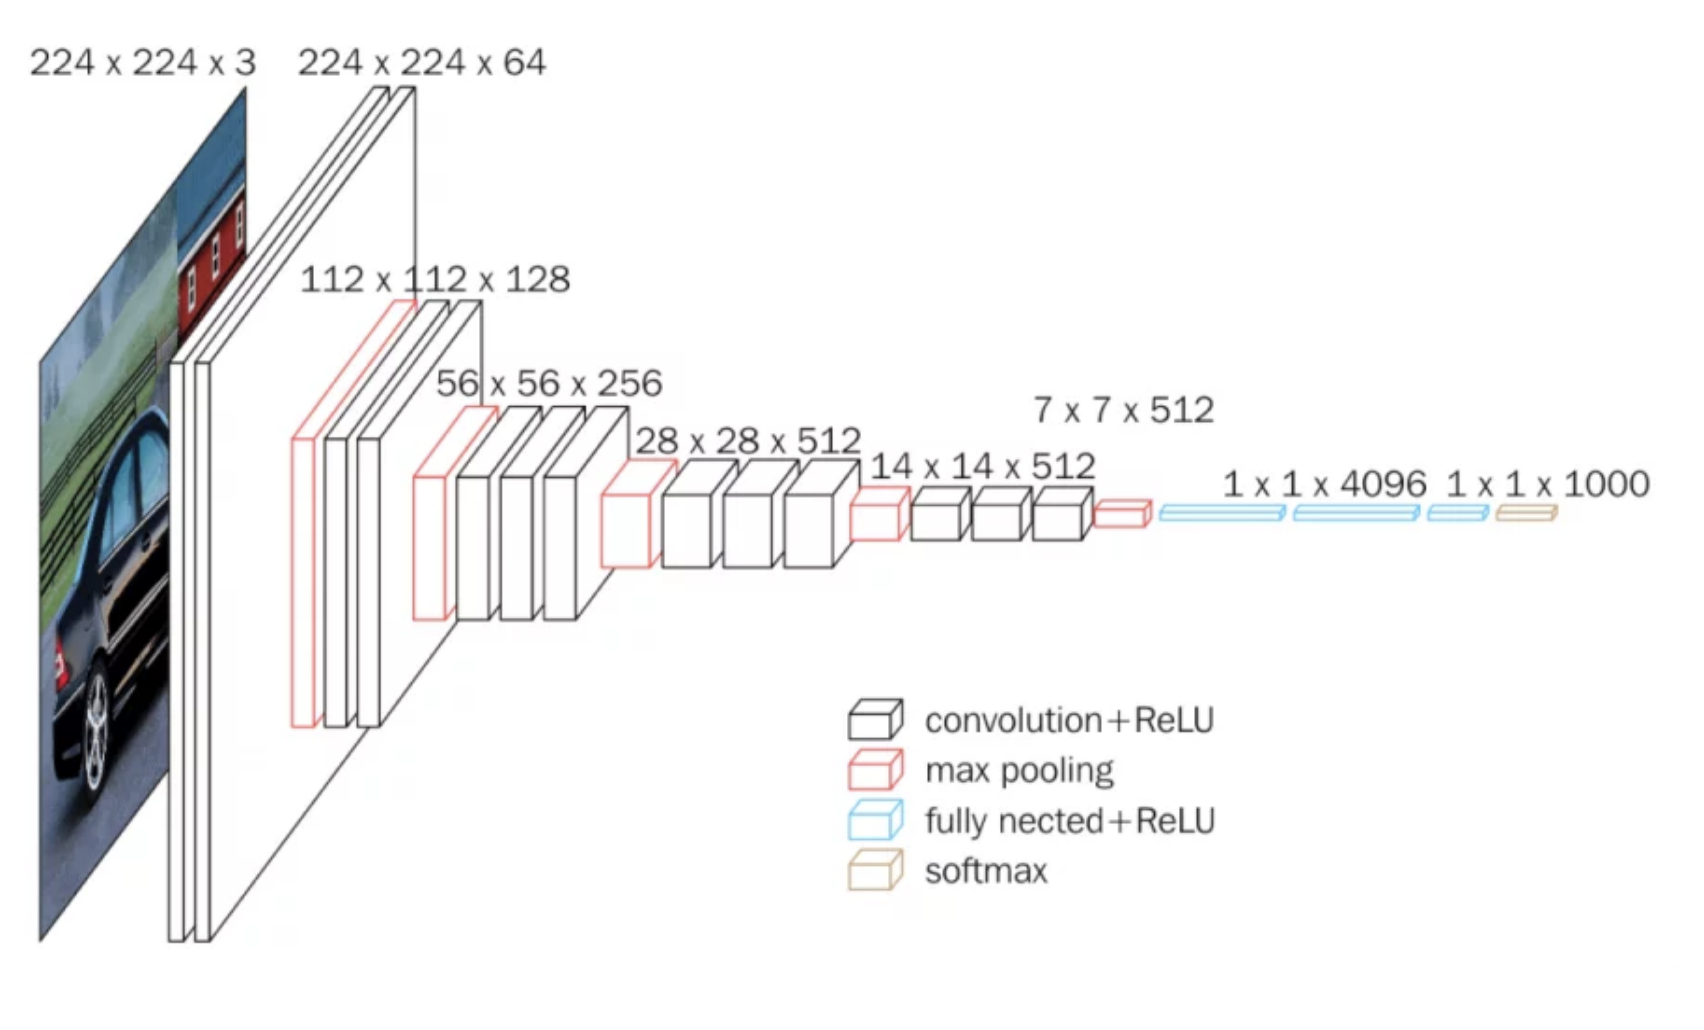 224 x 224 x 3
224 x 224 x 64
112 x 112 x 128
56 x 56 x 256
28 x 28 x 512
14 x 14 x 512
7 x 7 x 512
1 x 1 x 4096
1 x 1 x 1000
convolution+ReLU
max pooling
fully nected+ReLU
softmax